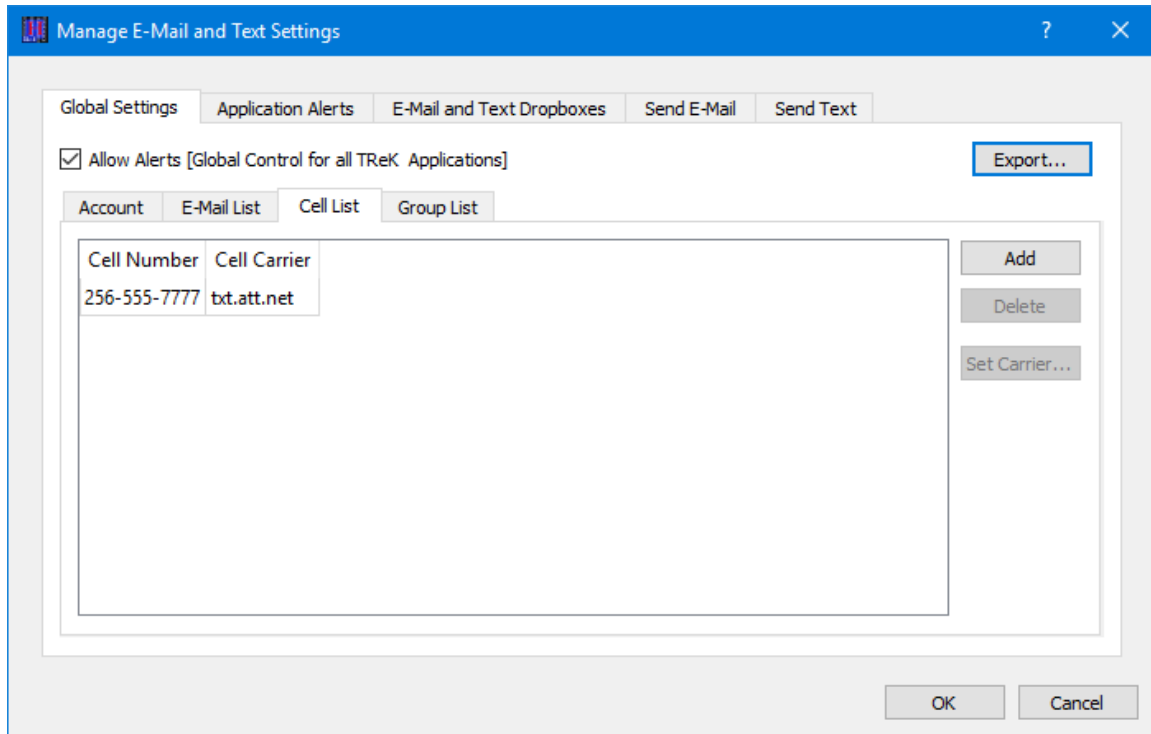 Manage E-Mail and Text Settings ?
Global Settings Application Alerts E-Mail and Text Dropboxes Send E-Mail Send Text
Allow Alerts [Global Control for all TReK Applications] Export...
Account E-Mail List Cell List Group List
Cell Number Cell Carrier Add
256-555-7777 txt.att.net Delete
Set Carrier...
OK Cancel